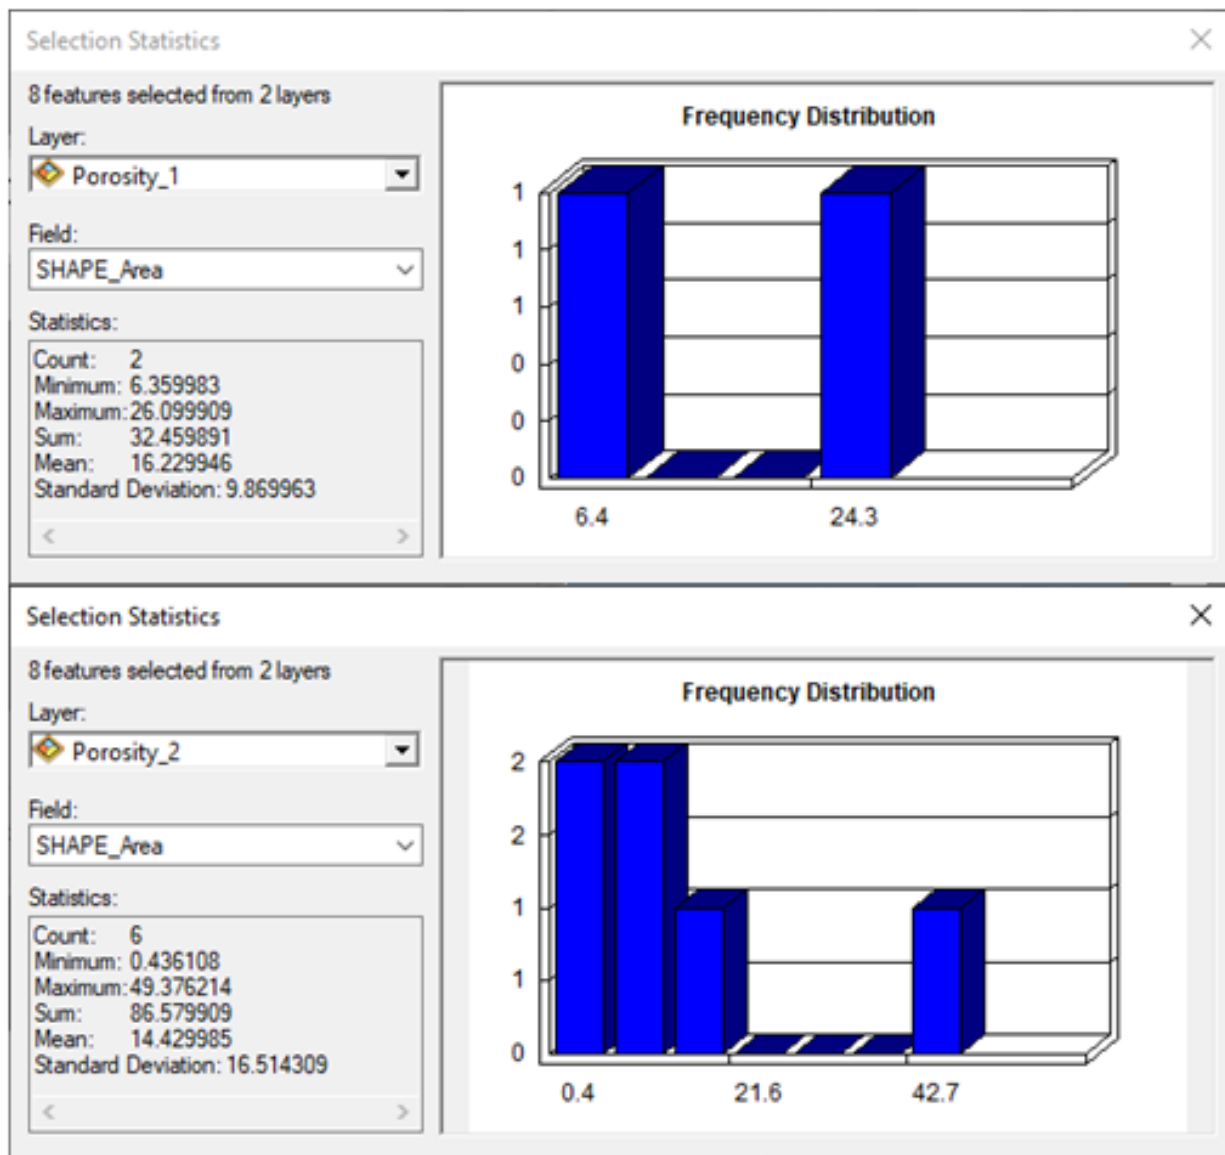 Selection Statistics
8 features selected from 2 layers
Layer:
Porosity_1
Field:
SHAPE_Area
Statistics:
Count: 2
Minimum: 6.359983
Maximum: 26.099909
Sum: 32.459891
Mean: 16.229946
Standard Deviation: 9.869963
Frequency Distribution
1
1
1
0
0
0
6.4 24.3
Selection Statistics
8 features selected from 2 layers
Layer:
Porosity_2
Field:
SHAPE_Area
Statistics:
Count: 6
Minimum: 0.436108
Maximum: 49.376214
Sum: 86.579909
Mean: 14.429985
Standard Deviation: 16.514309
Frequency Distribution
2
2
1
1
0
0.4 21.6 42.7